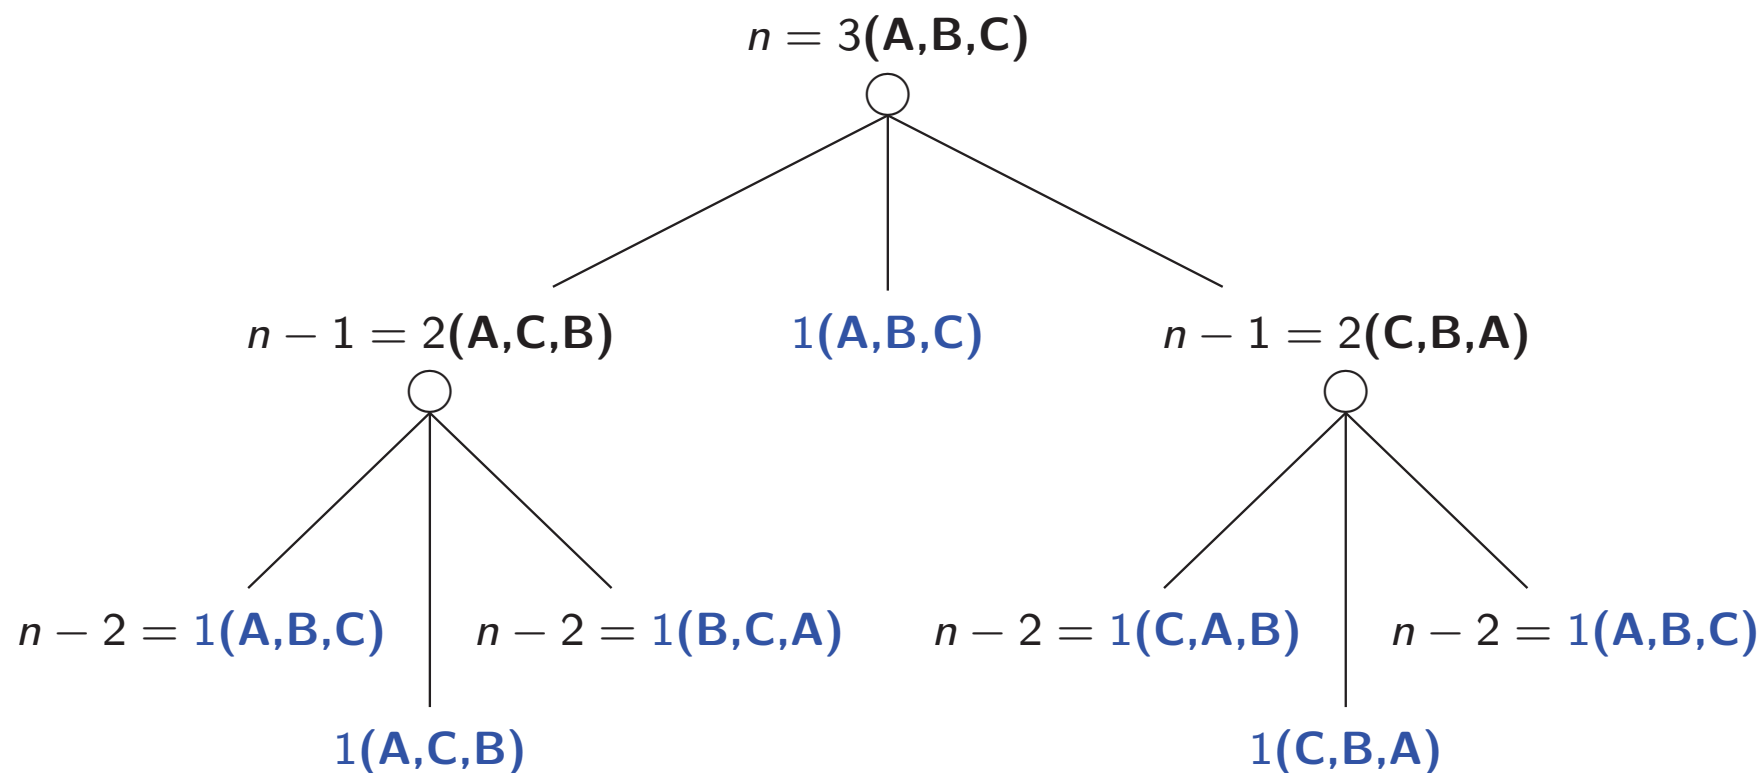 n = 3(A,B,C)
n − 1 = 2(A,C,B)
1(A,B,C)
n − 1 = 2(C,B,A)
n − 2 = 1(A,B,C)
n − 2 = 1(B,C,A)
n − 2 = 1(C,A,B)
n − 2 = 1(A,B,C)
1(A,C,B)
1(C,B,A)